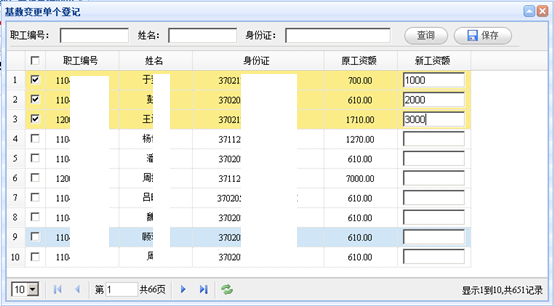 基数变更单个登记
职工编号： 姓名： 身份证： 查询 保存
职工编号 姓名 身份证 原工资额 新工资额
1 110 于 37021 700.00 1000
2 110 37020 610.00 2000
3 120 王 37021 1710.00 3000
4 110 杨 37112 1270.00
5 110 潘 37020 610.00
6 120 周 37112 7000.00
7 110 吕 37020 610.00
8 110 魏 37020 610.00
9 110 顾 37020 610.00
10 110 周 37020 610.00
10 第 1 共66页 显示1到10,共651记录